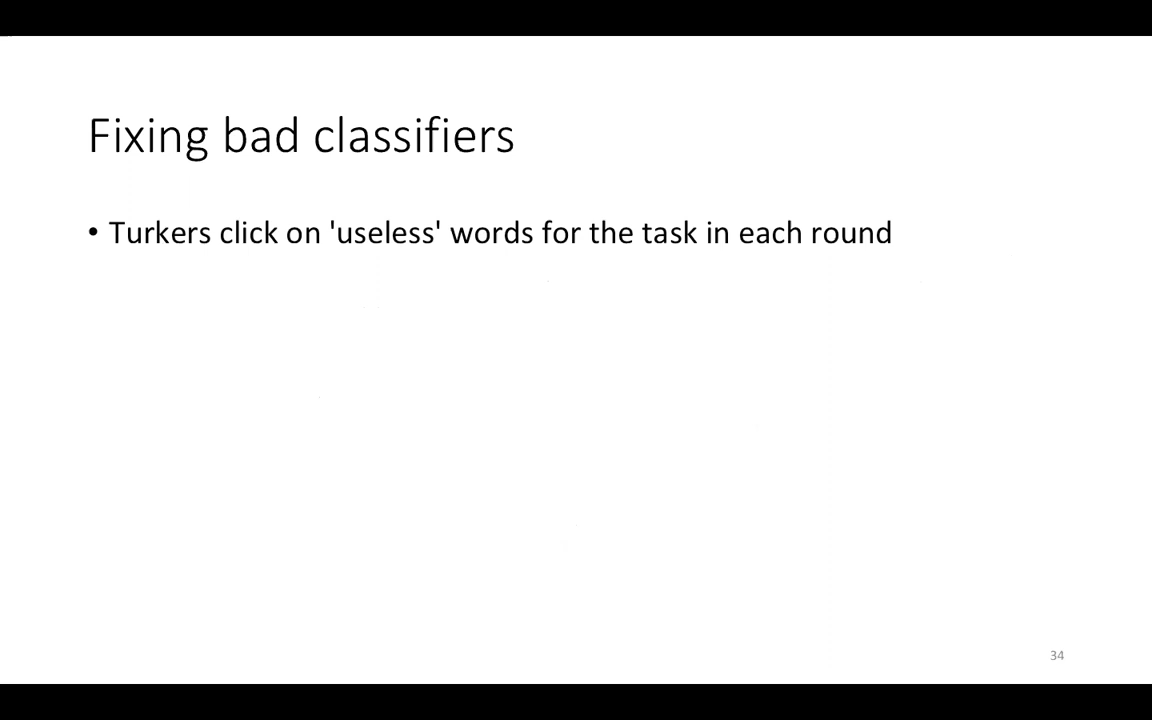 Fixing bad classifiers
• Turkers click on 'useless' words for the task in each round
34